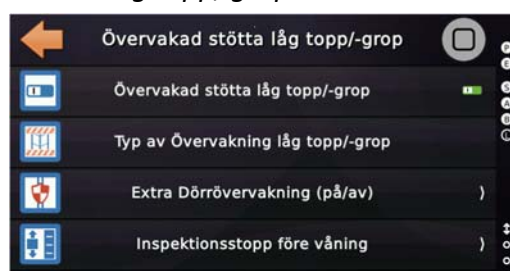 Övervakad stötta låg topp/-grop
Övervakad stötta låg topp/-grop
Typ av Övervakning låg topp/-grop
Extra Dörrövervakning (på/av)
Inspektionsstopp före våning